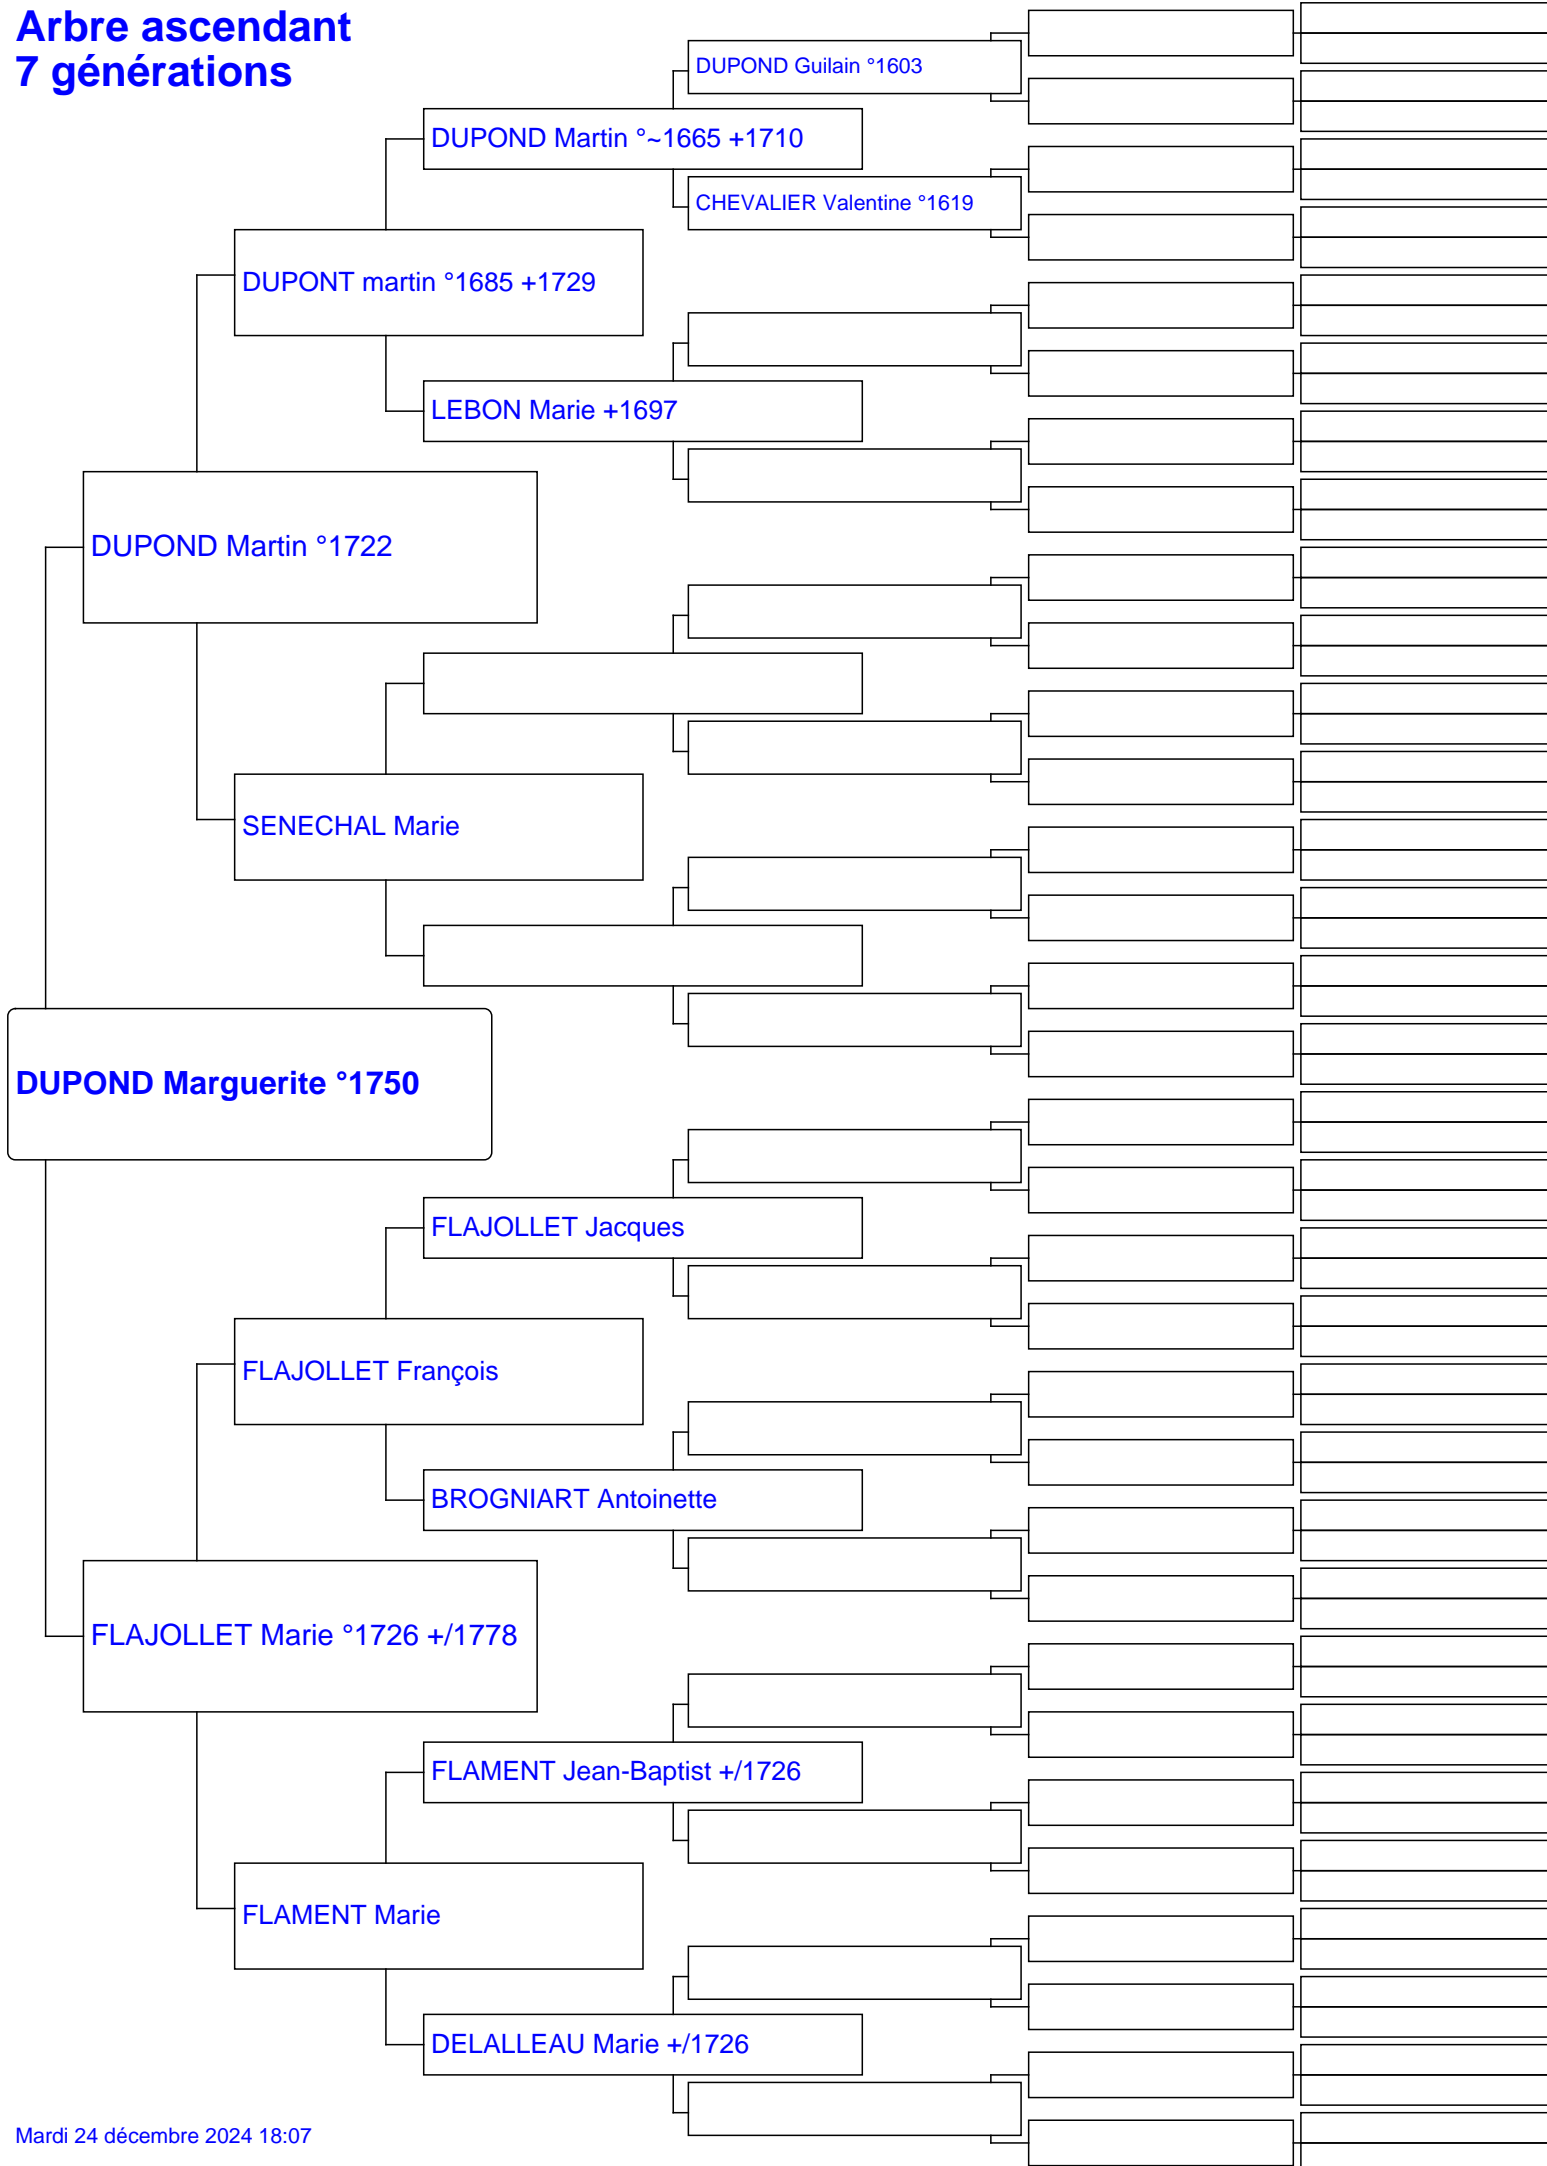 Arbre ascendant
7 générations
DUPOND Guilain °1603
DUPOND Martin °~1665 +1710
CHEVALIER Valentine °1619
DUPONT martin °1685 +1729
LEBON Marie +1697
DUPOND Martin °1722
SENECHAL Marie
DUPOND Marguerite °1750
FLAJOLLET Jacques
FLAJOLLET François
BROGNIART Antoinette
FLAJOLLET Marie °1726 +/1778
FLAMENT Jean-Baptist +/1726
FLAMENT Marie
DELALLEAU Marie +/1726
Mardi 24 décembre 2024 18:07